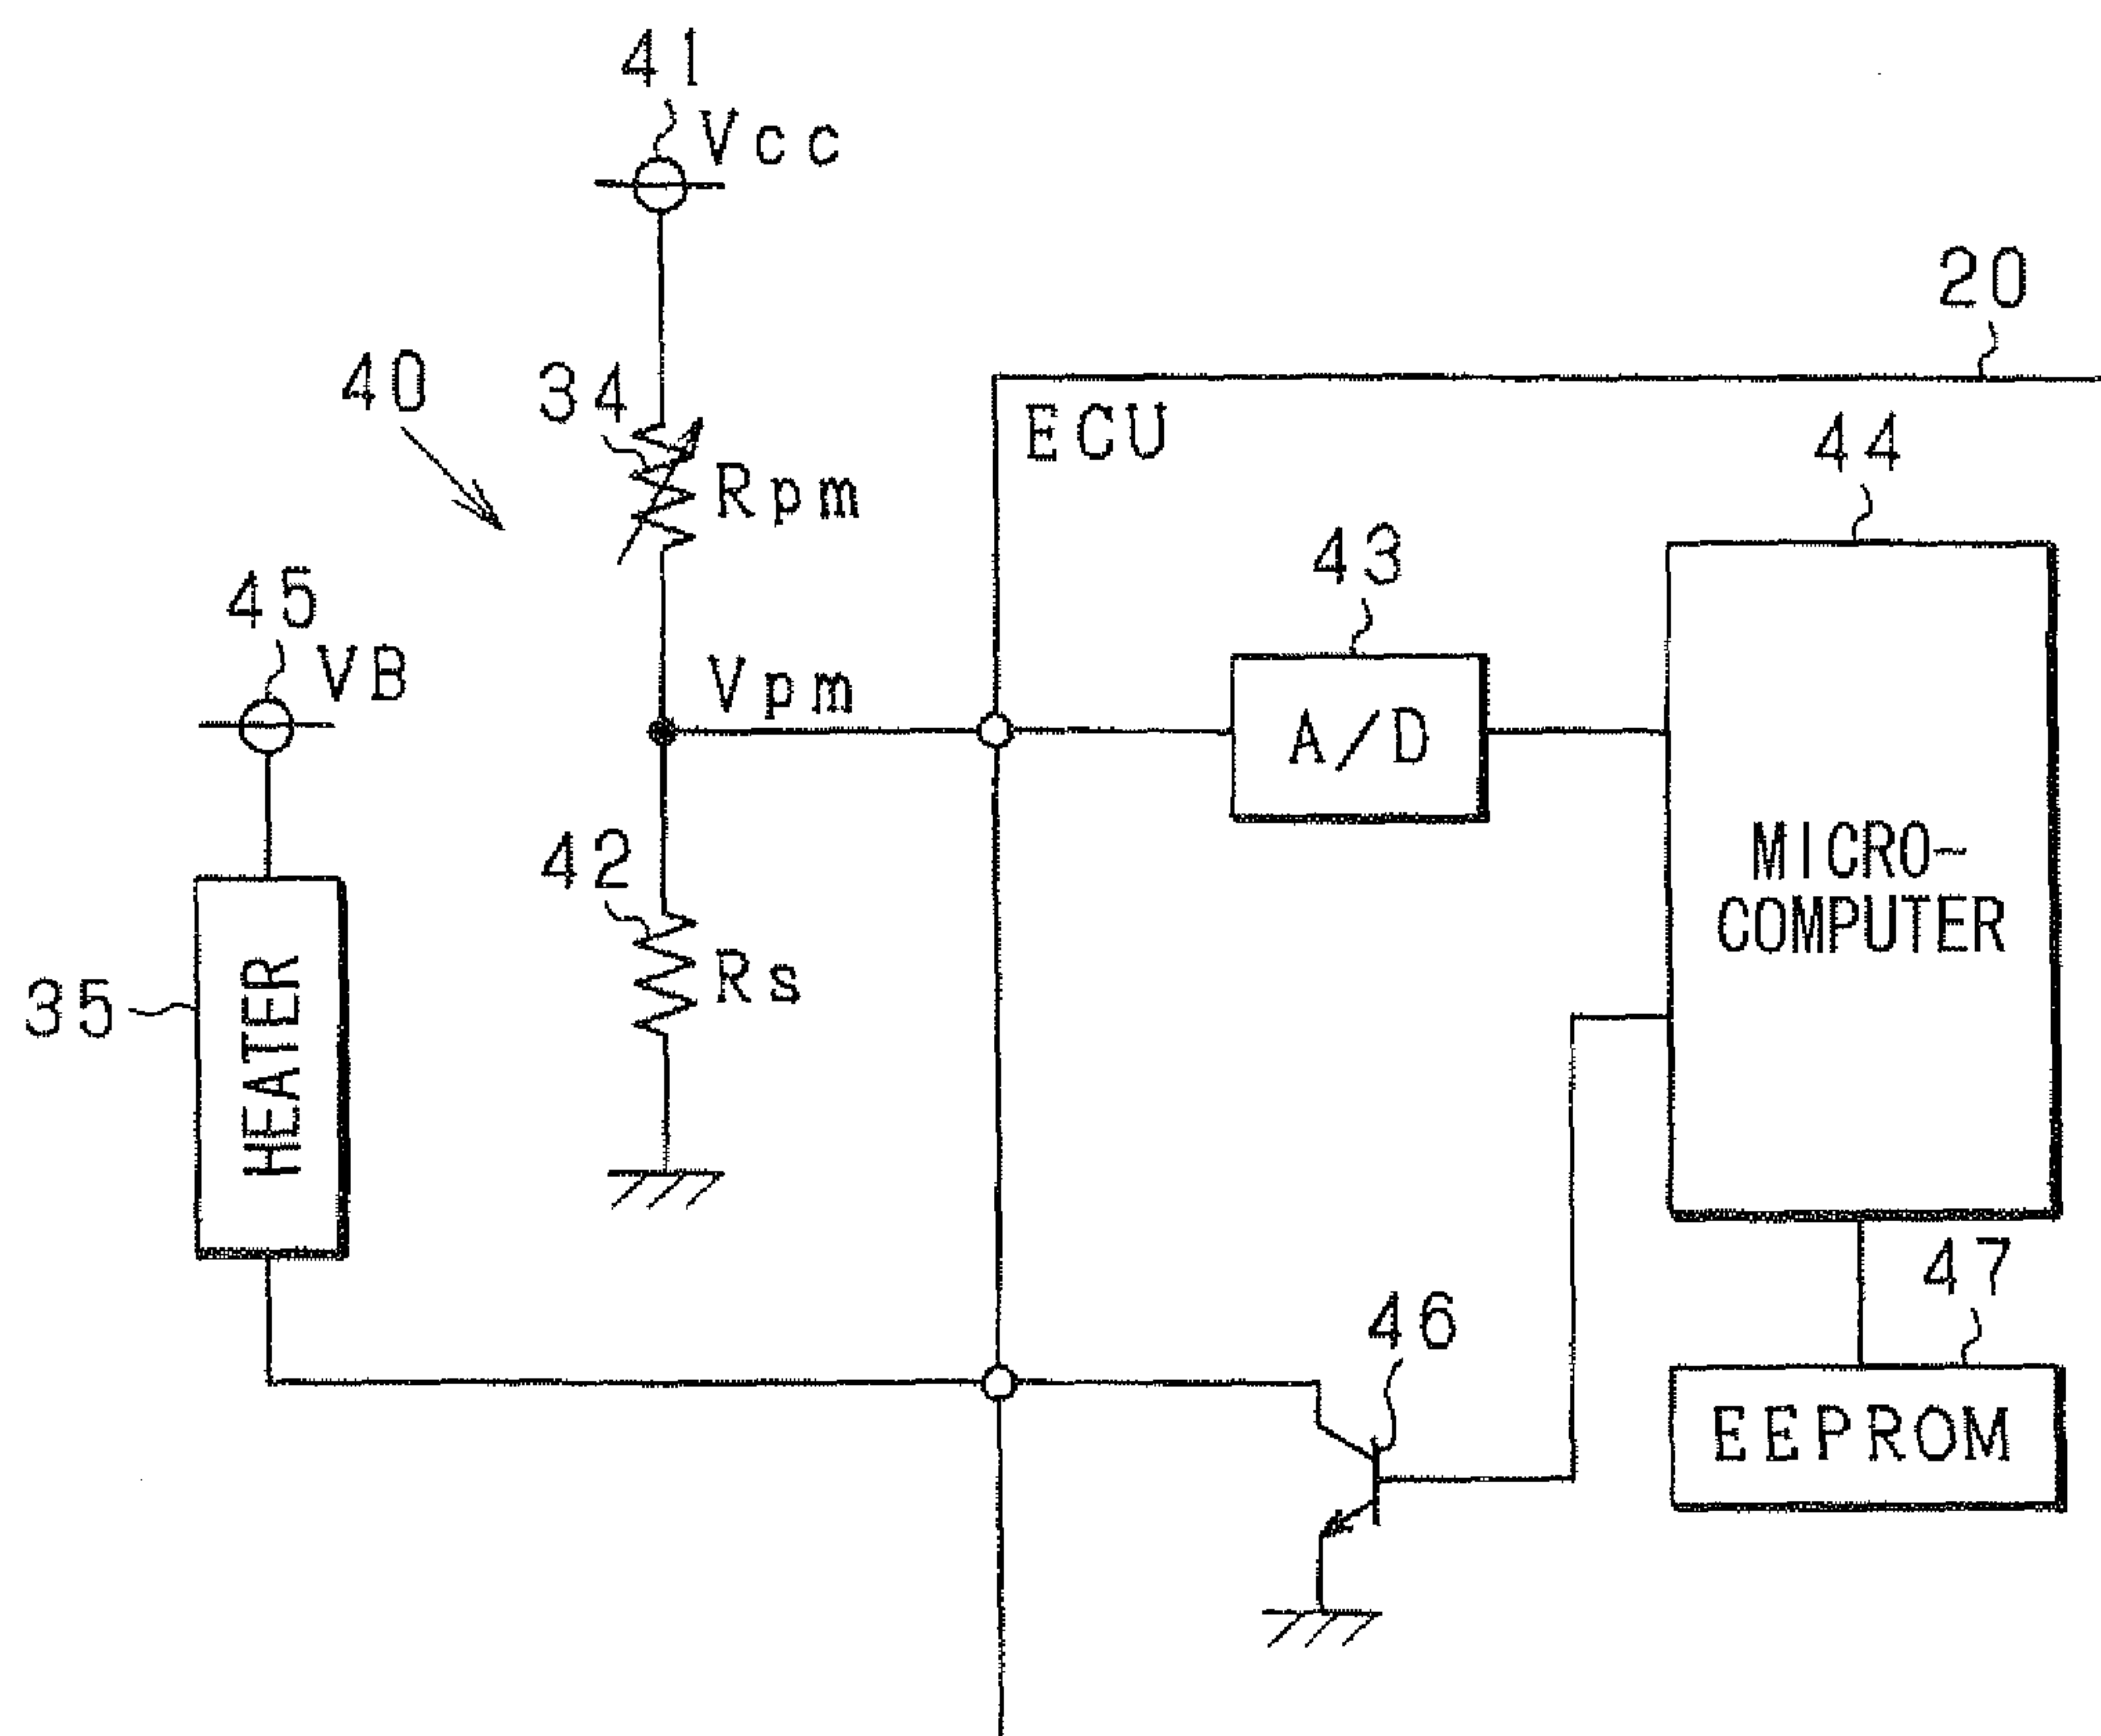 41
Vcc
20
40
34
Rpm
ECU
44
43
45
VB
Vpm
A/D
42
Rs
MICRO-
COMPUTER
35
HEATER
47
46
EEPROM